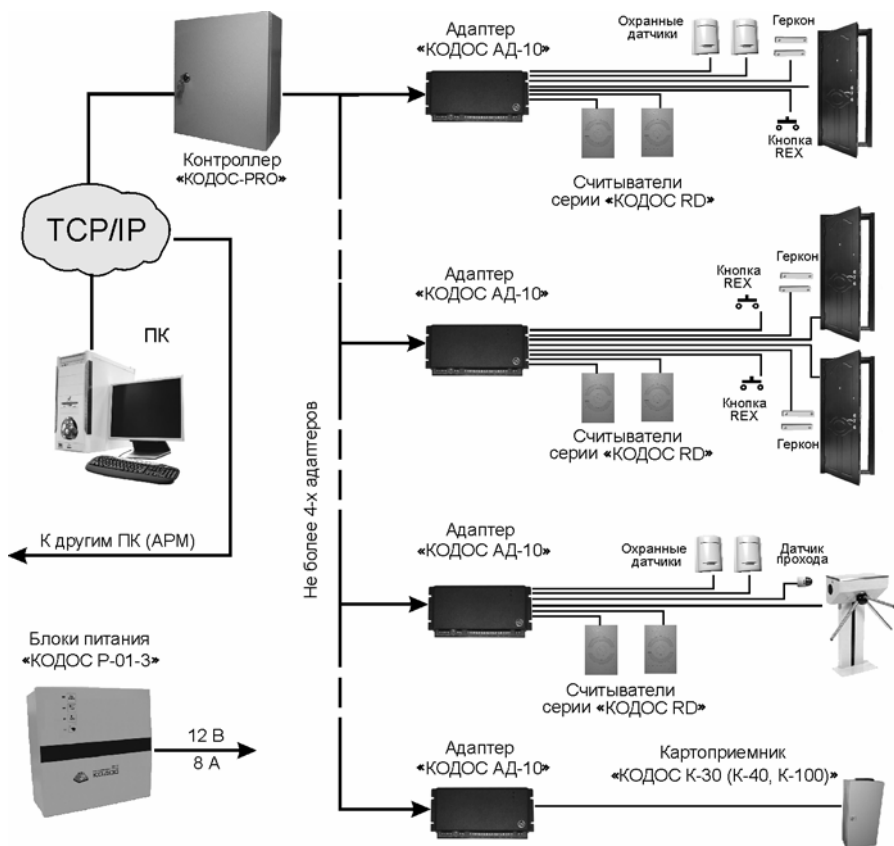 Контроллер
«КОДОС-PRO»
TCP/IP
ПК
К другим ПК (АРМ)
Блоки питания
«КОДОС Р-01-3»
12 В
8 А
Не более 4-х адаптеров
Адаптер
«КОДОС АД-10»
Охранные
датчики
Геркон
Кнопка
REX
Считыватели
серии «КОДОС RD»
Адаптер
«КОДОС АД-10»
Кнопка
REX
Геркон
Кнопка
REX
Геркон
Считыватели
серии «КОДОС RD»
Адаптер
«КОДОС АД-10»
Охранные
датчики
Датчик
прохода
Считыватели
серии «КОДОС RD»
Адаптер
«КОДОС АД-10»
Картоприемник
«КОДОС К-30 (К-40, К-100)»